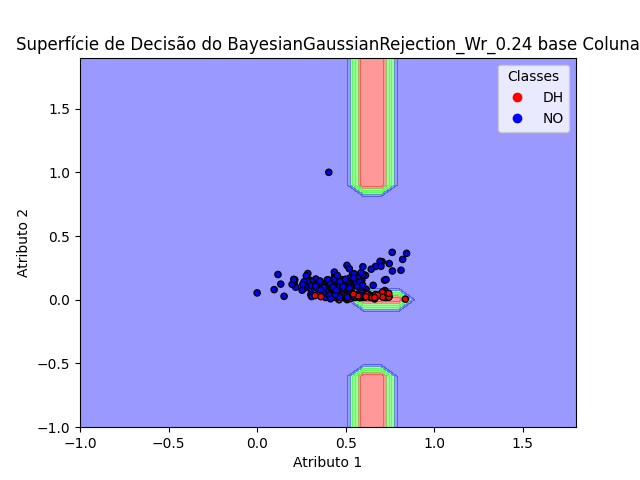 Superfície de Decisão do BayesianGaussianRejection_Wr_0.24 base Coluna
Classes
DH
NO
Atributo 2
1.5
1.0
0.5
0.0
−0.5
−1.0
−1.0
−0.5
0.0
0.5
1.0
1.5
Atributo 1